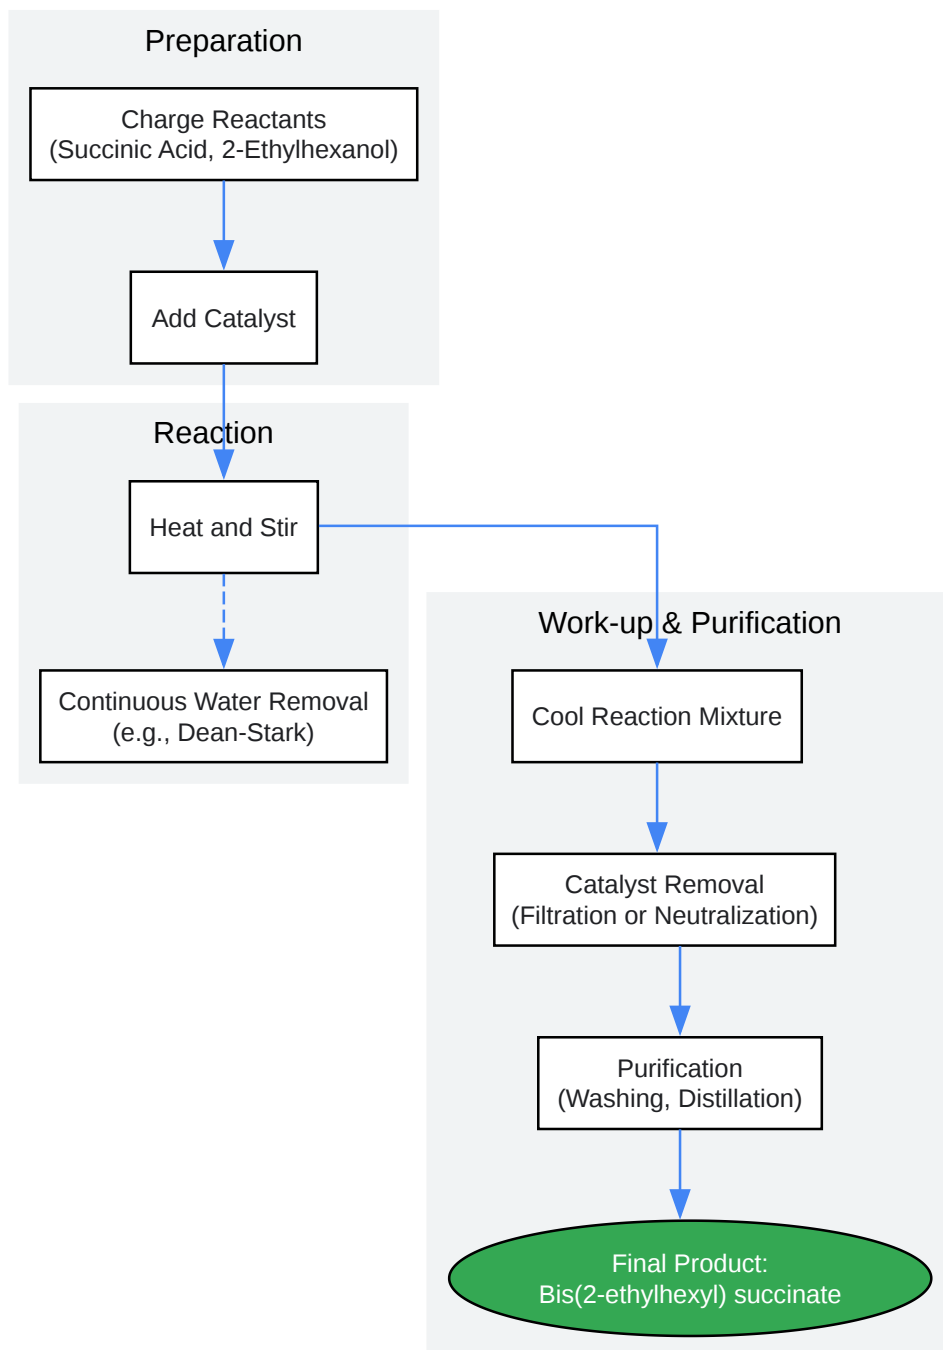 Preparation
Charge Reactants
(Succinic Acid, 2-Ethylhexanol)
Add Catalyst
Reaction
Heat and Stir
Continuous Water Removal
(e.g., Dean-Stark)
Work-up & Purification
Cool Reaction Mixture
Catalyst Removal
(Filtration or Neutralization)
Purification
(Washing, Distillation)
Final Product:
Bis(2-ethylhexyl) succinate